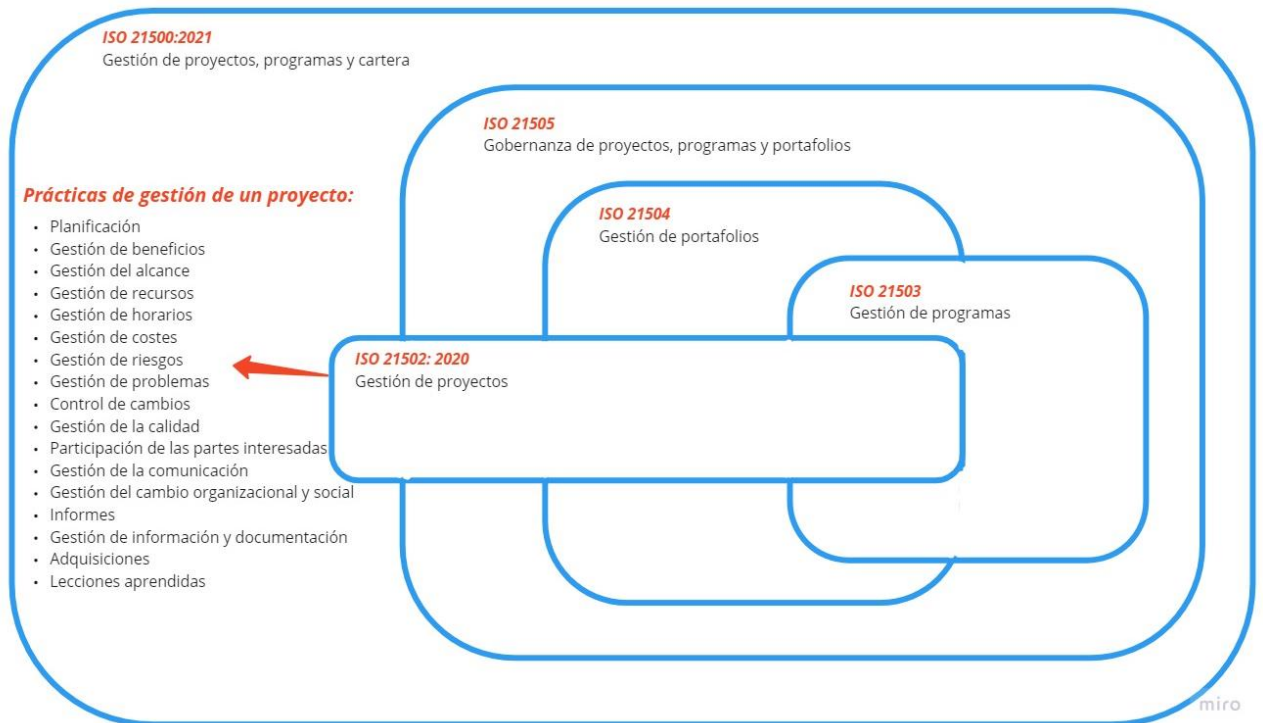 ISO 21500:2021
Gestión de proyectos, programas y cartera
ISO 21505
Gobernanza de proyectos, programas y portafolios
Prácticas de gestión de un proyecto:
• Planificación
• Gestión de beneficios
• Gestión del alcance
• Gestión de recursos
• Gestión de horarios
• Gestión de costes
• Gestión de riesgos
• Gestión de problemas
• Control de cambios
• Gestión de la calidad
• Participación de las partes interesadas
• Gestión de la comunicación
• Gestión del cambio organizacional y social
• Informes
• Gestión de información y documentación
• Adquisiciones
• Lecciones aprendidas
ISO 21504
Gestión de portafolios
ISO 21503
Gestión de programas
ISO 21502: 2020
Gestión de proyectos
miro